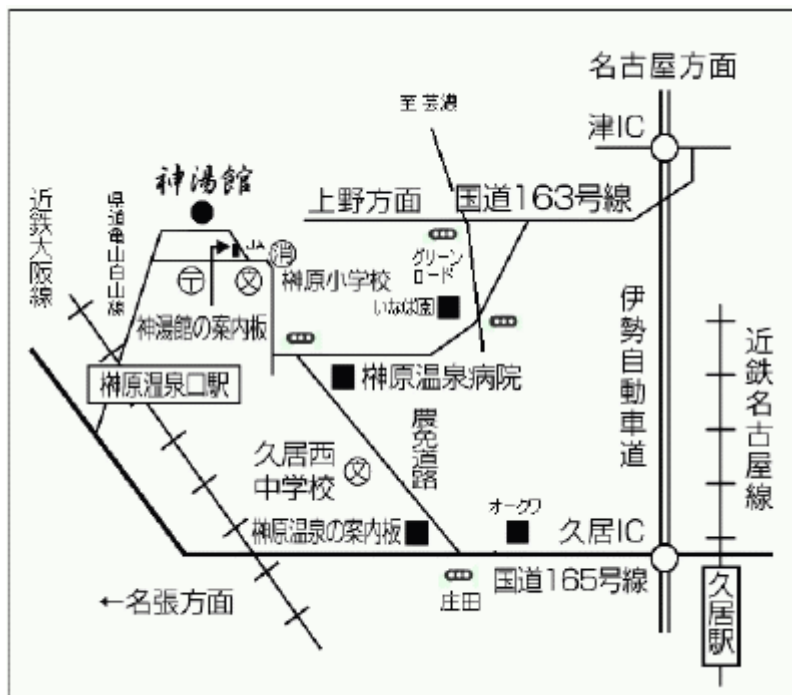 名古屋方面
至 芸濃
津IC
神湯館
上野方面
国道163号線
近鉄大阪線
県道亀山白山線
JA
消
グリーン
ロード
榊原小学校
〒
文
いなば園
神湯館の案内板
伊勢自動車道
近鉄名古屋線
榊原温泉口駅
榊原温泉病院
農免道路
久居西
中学校
文
オークワ
榊原温泉の案内板
久居IC
国道165号線
←名張方面
庄田
久居駅